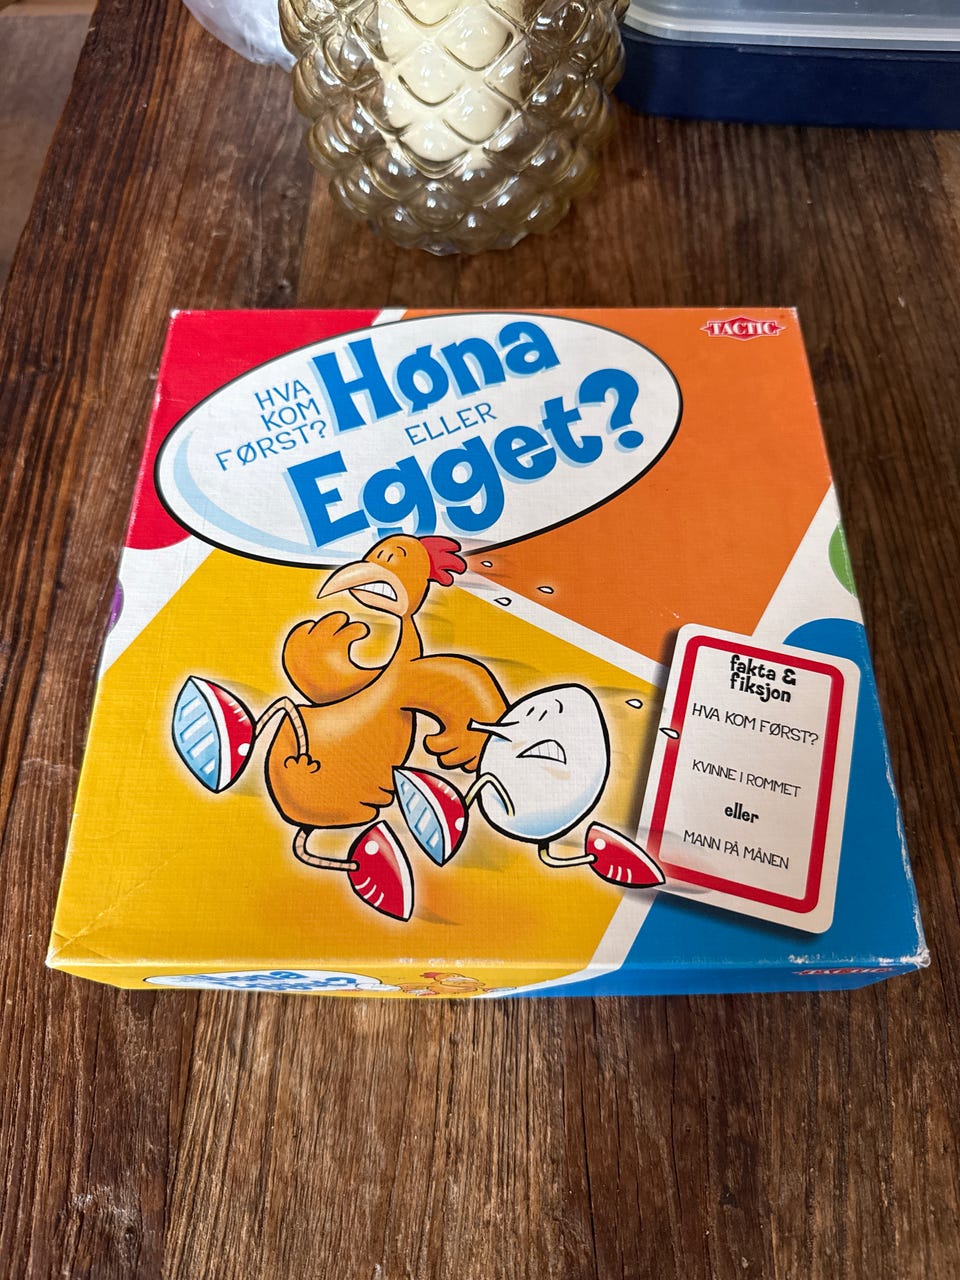 TACTIC
HVA
KOM
FØRST?
Høna
ELLER
Egget?
fakta &
fiksjon
HVA KOM FØRST?
KVINNE I ROMMET
eller
MANN PÅ MÅNEN
TACTIC